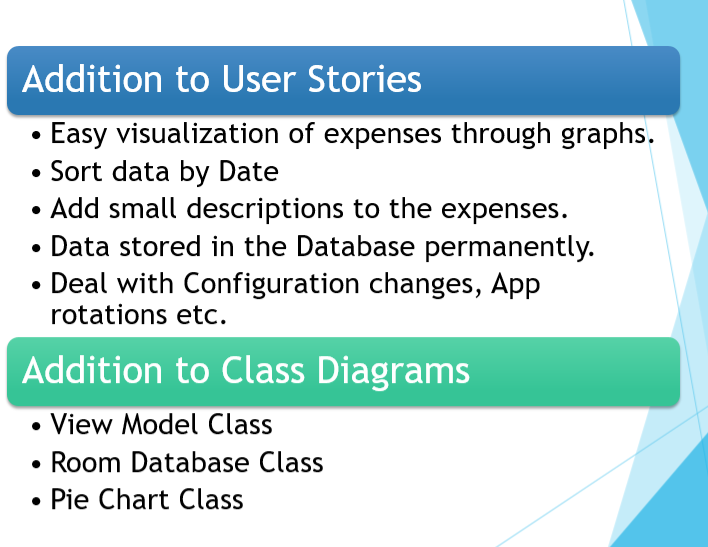 Addition to User Stories
• Easy visualization of expenses through graphs.
• Sort data by Date
• Add small descriptions to the expenses.
• Data stored in the Database permanently.
• Deal with Configuration changes, App
rotations etc.
Addition to Class Diagrams
• View Model Class
• Room Database Class
• Pie Chart Class